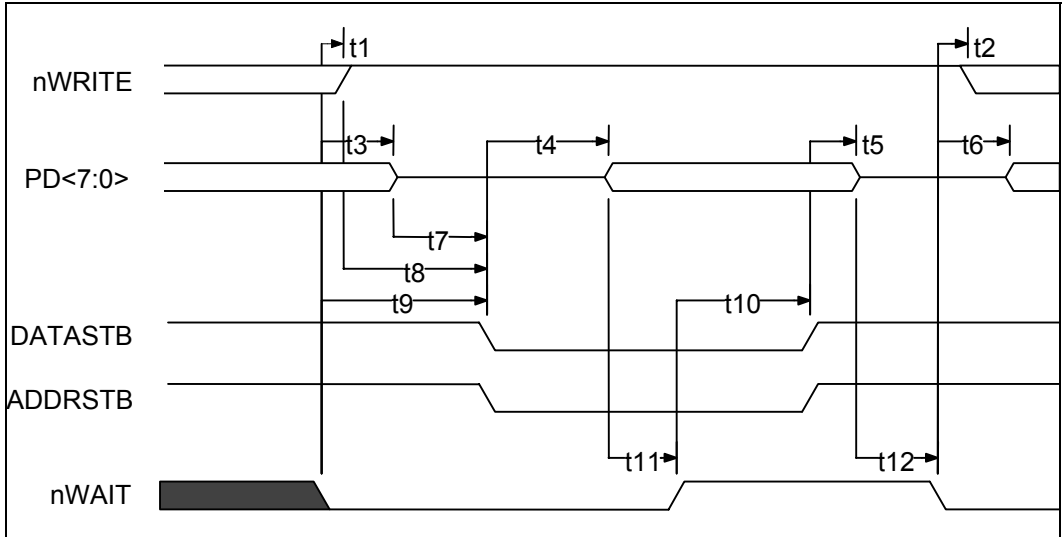 t1
t2
nWRITE
t3
t4
t5
t6
PD<7:0>
t7
t8
t9
t10
DATASTB
ADDRSTB
t11
t12
nWAIT